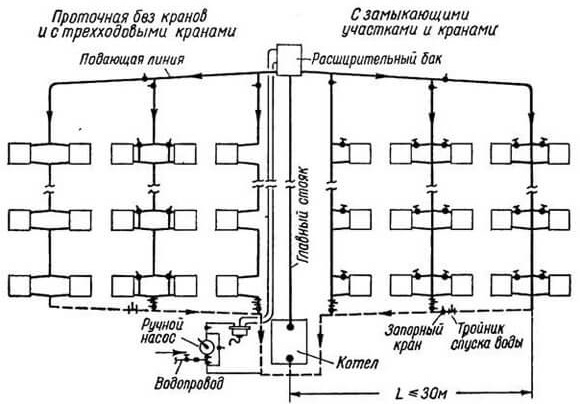 Проточная без кранов
и с трехходовыми кранами
С замыкающими
участками и кранами
Подающая линия
Расширительный бак
Главный стояк
Ручной
насос
Водопровод
Котел
Запорный
кран
Тройник
спуска воды
L ≤ 30м